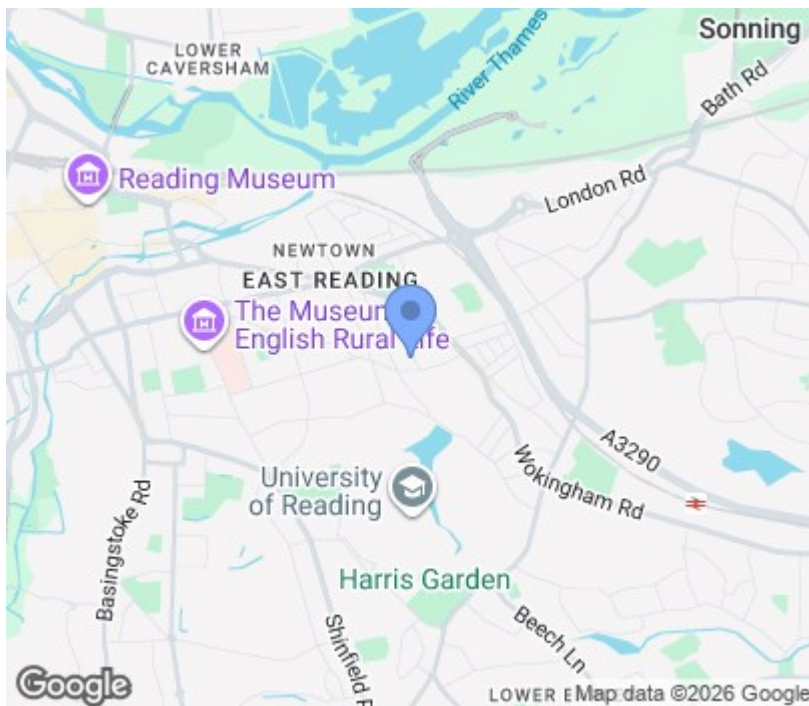 Sonning
LOWER
CAVERSHAM
River Thames
Bath Rd
Reading Museum
London Rd
NEWTOWN
EAST READING
The Museum
English Rural Life
A3290
University
of Reading
Wokingham Rd
Basingstoke Rd
Harris Garden
Shinfield R
Beech Ln
Google
LOWER E
Map data ©2026 Google